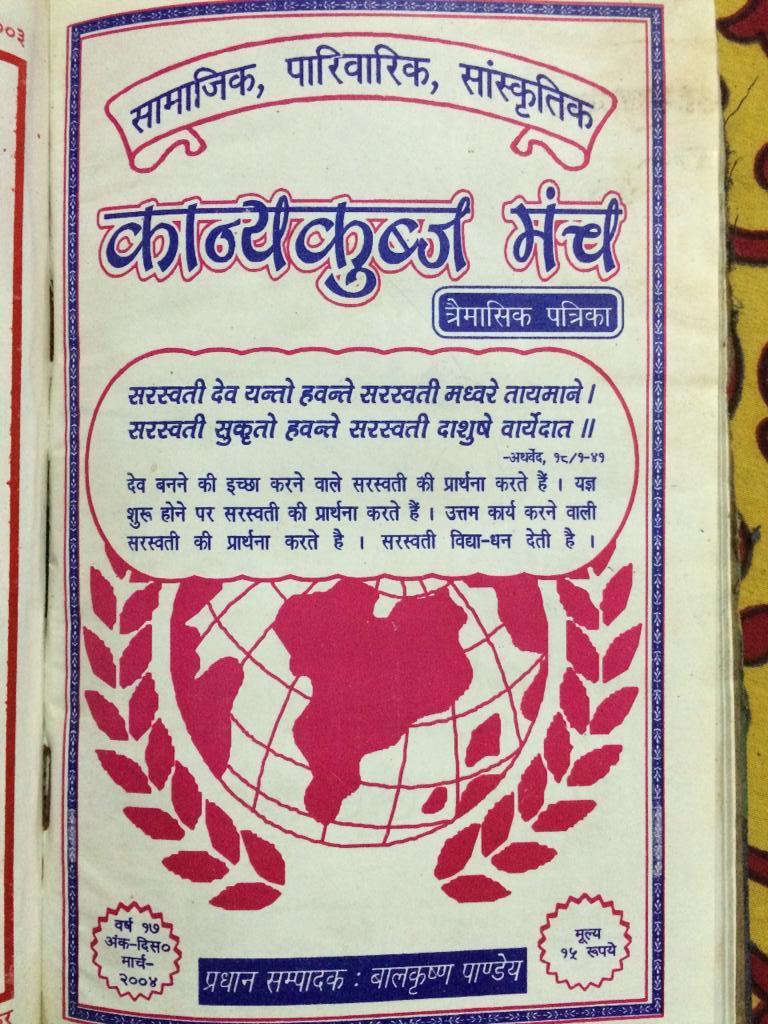 ००३
सामाजिक, पारिवारिक, सांस्कृतिक
कान्यकुब्ज मंच
त्रैमासिक पत्रिका
सरस्वती देव यन्तो हवन्ते सरस्वती मध्वरे तायमाने।
सरस्वती सुकृतो हवन्ते सरस्वती दाशुषे वार्येदात ॥
-अथर्वेद, १८/१-४१
देव बनने की इच्छा करने वाले सरस्वती की प्रार्थना करते हैं । यज्ञ
शुरू होने पर सरस्वती की प्रार्थना करते हैं । उत्तम कार्य करने वाली
सरस्वती की प्रार्थना करते है । सरस्वती विद्या-धन देती है ।
वर्ष १७
अंक-दिस०
मार्च-
२००४
मूल्य
१५ रूपये
प्रधान सम्पादक : बालकृष्ण पाण्डेय